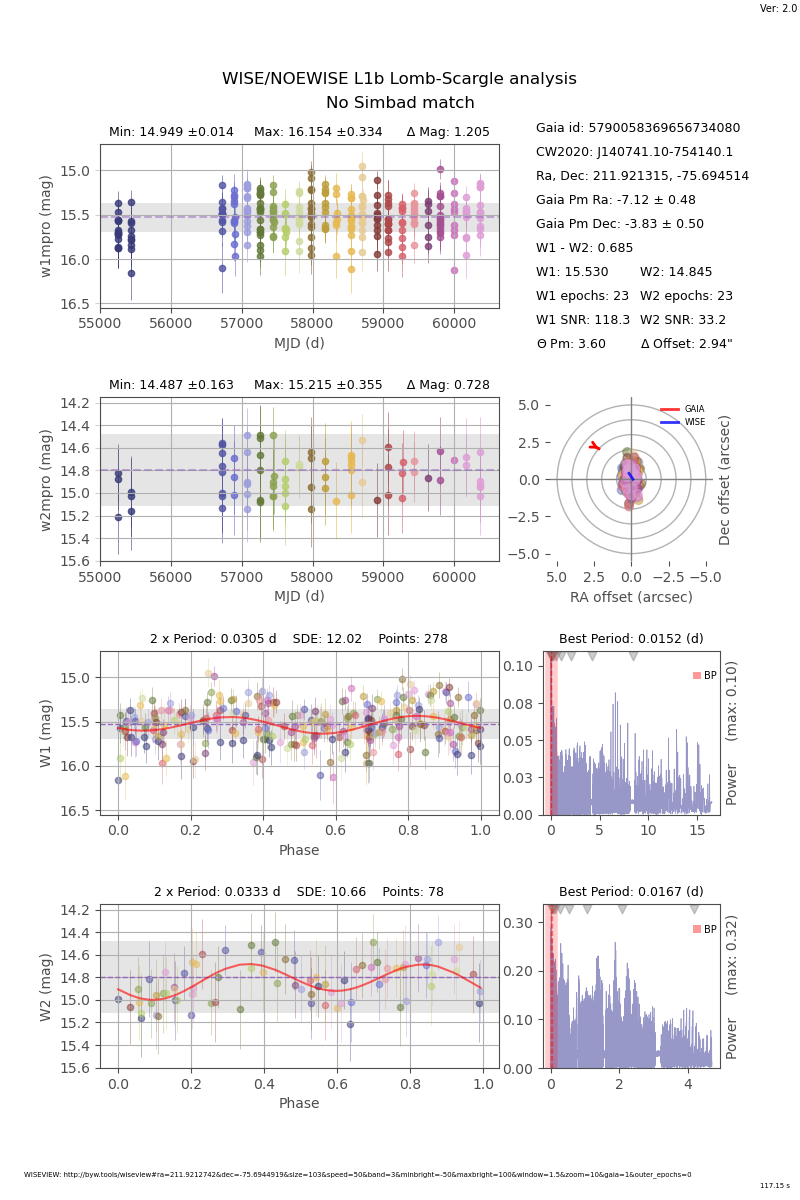 Ver: 2.0
WISE/NOEWISE L1b Lomb-Scargle analysis
No Simbad match
Min: 14.949 ±0.014 Max: 16.154 ±0.334 Δ Mag: 1.205
w1mpro (mag)
15.0
15.5
16.0
16.5
55000 56000 57000 58000 59000 60000
MJD (d)
Gaia id: 5790058369656734080
CW2020: J140741.10-754140.1
Ra, Dec: 211.921315, -75.694514
Gaia Pm Ra: -7.12 ± 0.48
Gaia Pm Dec: -3.83 ± 0.50
W1 - W2: 0.685
W1: 15.530 W2: 14.845
W1 epochs: 23 W2 epochs: 23
W1 SNR: 118.3 W2 SNR: 33.2
Θ Pm: 3.60 Δ Offset: 2.94"
Min: 14.487 ±0.163 Max: 15.215 ±0.355 Δ Mag: 0.728
w2mpro (mag)
14.2
14.4
14.6
14.8
15.0
15.2
15.4
15.6
55000 56000 57000 58000 59000 60000
MJD (d)
GAIA
WISE
5.0
2.5
0.0
−2.5
−5.0
5.0 2.5 0.0 −2.5 −5.0
RA offset (arcsec)
Dec offset (arcsec)
2 x Period: 0.0305 d SDE: 12.02 Points: 278
W1 (mag)
15.0
15.5
16.0
16.5
0.0 0.2 0.4 0.6 0.8 1.0
Phase
Best Period: 0.0152 (d)
BP
0.10
0.08
0.05
0.03
0.00
0 5 10 15
Power (max: 0.10)
2 x Period: 0.0333 d SDE: 10.66 Points: 78
W2 (mag)
14.2
14.4
14.6
14.8
15.0
15.2
15.4
15.6
0.0 0.2 0.4 0.6 0.8 1.0
Phase
Best Period: 0.0167 (d)
BP
0.30
0.20
0.10
0.00
0 2 4
Power (max: 0.32)
WISEVIEW: http://byw.tools/wiseview#ra=211.9212742&dec=-75.6944919&size=103&speed=50&band=3&minbright=-50&maxbright=100&window=1.5&zoom=10&gaia=1&outer_epochs=0
117.15 s